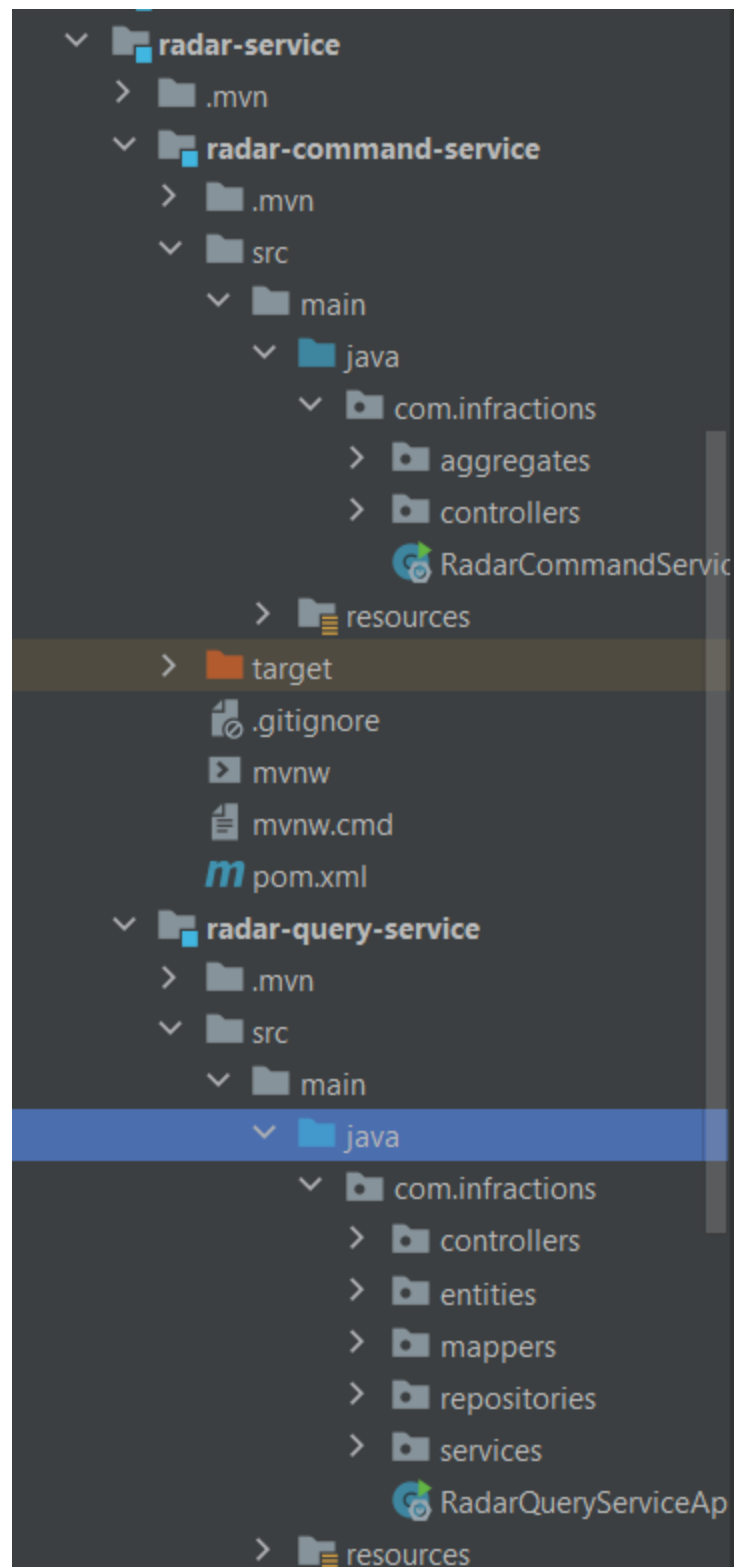 radar-service
.mvn
radar-command-service
.mvn
src
main
java
com.infractions
aggregates
controllers
RadarCommandServic
resources
target
.gitignore
mvnw
mvnw.cmd
m pom.xml
radar-query-service
.mvn
src
main
java
com.infractions
controllers
entities
mappers
repositories
services
RadarQueryServiceAp
resources